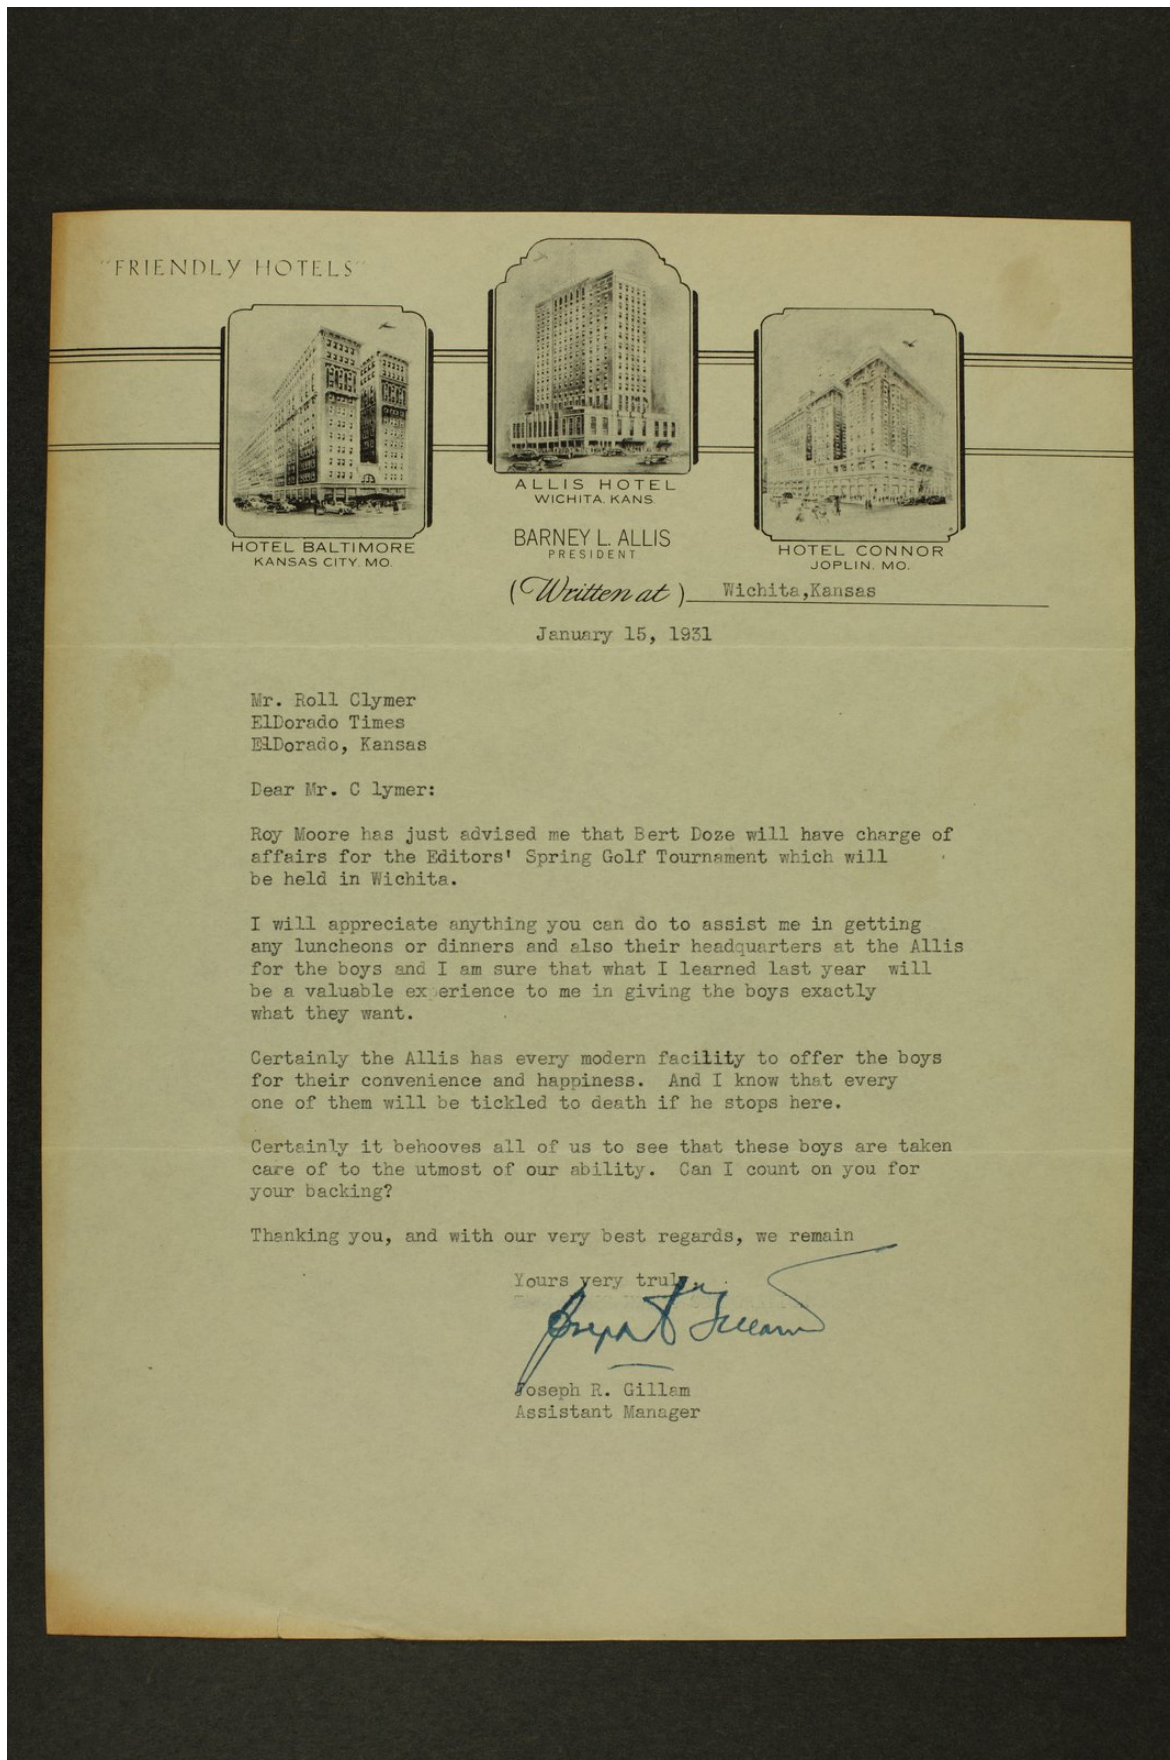 "FRIENDLY HOTELS"
ALLIS HOTEL
WICHITA, KANS.
HOTEL BALTIMORE
KANSAS CITY, MO.
BARNEY L. ALLIS
PRESIDENT
HOTEL CONNOR
JOPLIN, MO.
(Written at) Wichita,Kansas
January 15, 1931
Mr. Roll Clymer
ElDorado Times
ElDorado, Kansas
Dear Mr. C lymer:
Roy Moore has just advised me that Bert Doze will have charge of
affairs for the Editors' Spring Golf Tournament which will
be held in Wichita.
I will appreciate anything you can do to assist me in getting
any luncheons or dinners and also their headquarters at the Allis
for the boys and I am sure that what I learned last year will
be a valuable experience to me in giving the boys exactly
what they want.
Certainly the Allis has every modern facility to offer the boys
for their convenience and happiness. And I know that every
one of them will be tickled to death if he stops here.
Certainly it behooves all of us to see that these boys are taken
care of to the utmost of our ability. Can I count on you for
your backing?
Thanking you, and with our very best regards, we remain
Yours very truly,
Joseph R Gillam
Joseph R. Gillam
Assistant Manager